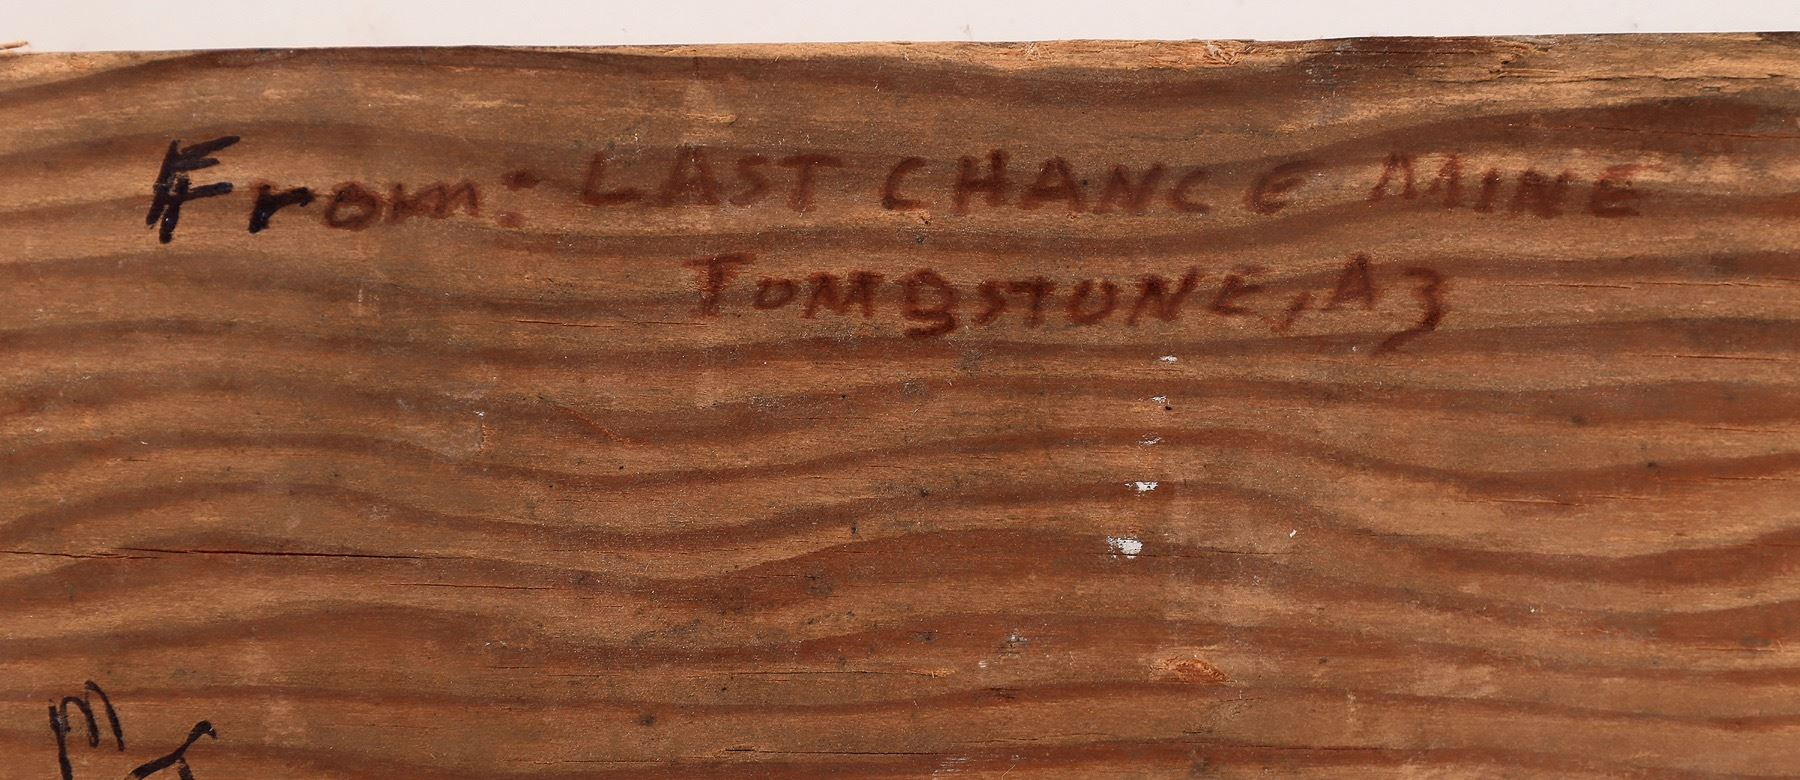 From: LAST CHANCE MINE
TOMBSTONE, AZ
M